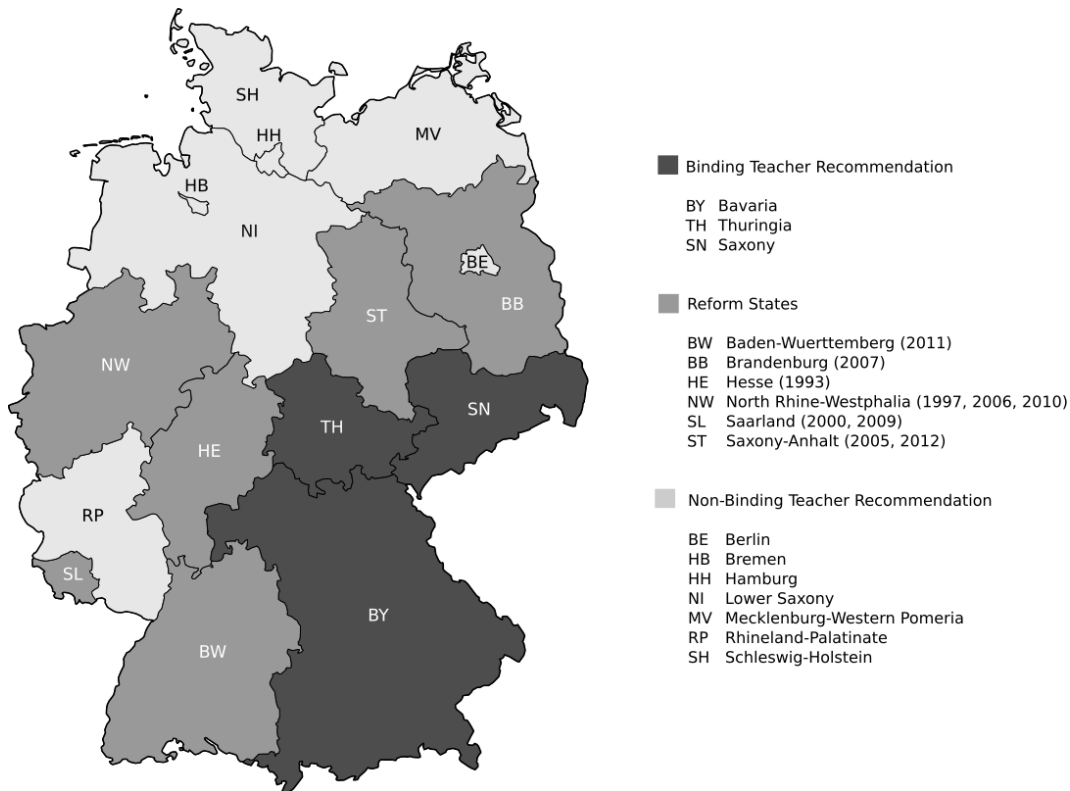 SH
HH
MV
HB
NI
BE
BB
ST
NW
SN
TH
HE
RP
SL
BY
BW
Binding Teacher Recommendation
BY Bavaria
TH Thuringia
SN Saxony
Reform States
BW Baden-Wuerttemberg (2011)
BB Brandenburg (2007)
HE Hesse (1993)
NW North Rhine-Westphalia (1997, 2006, 2010)
SL Saarland (2000, 2009)
ST Saxony-Anhalt (2005, 2012)
Non-Binding Teacher Recommendation
BE Berlin
HB Bremen
HH Hamburg
NI Lower Saxony
MV Mecklenburg-Western Pomeria
RP Rhineland-Palatinate
SH Schleswig-Holstein